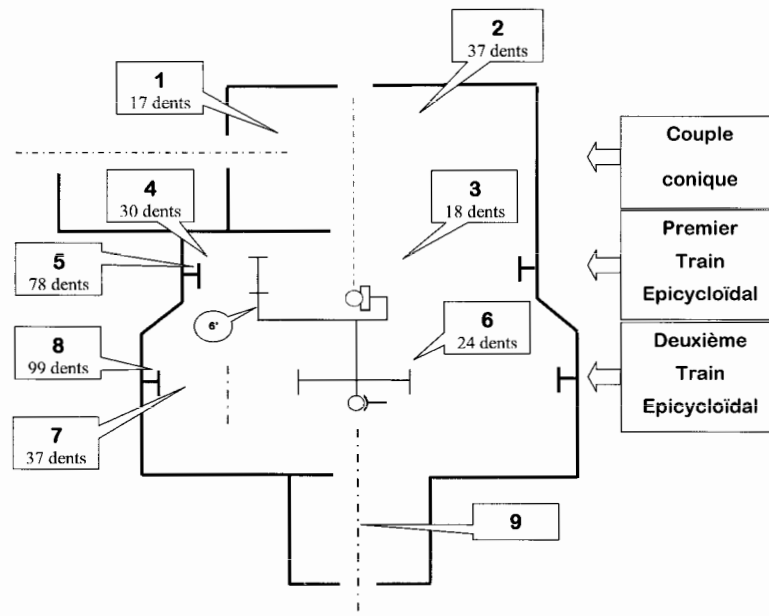 2
37 dents
1
17 dents
Couple
conique
4
30 dents
3
18 dents
Premier
Train
Epicycloïdal
5
78 dents
6'
6
24 dents
Deuxième
Train
Epicycloïdal
8
99 dents
7
37 dents
9